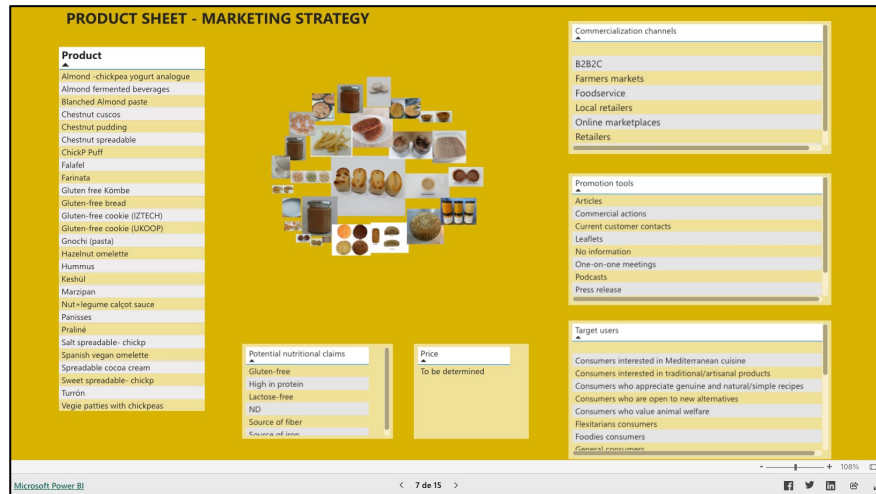 PRODUCT SHEET - MARKETING STRATEGY
Product
Almond -chickpea yogurt analogue
Almond fermented beverages
Blanched Almond paste
Chestnut cuscos
Chestnut pudding
Chestnut spreadable
ChickP Puff
Falafel
Farinata
Gluten free Kömbe
Gluten-free bread
Gluten-free cookie (IZTECH)
Gluten-free cookie (UKOOP)
Gnochi (pasta)
Hazelnut omelette
Hummus
Keshül
Marzipan
Nut+legume calçot sauce
Panisses
Praliné
Salt spreadable- chickp
Spanish vegan omelette
Spreadable cocoa cream
Sweet spreadable- chickp
Turrón
Vegie patties with chickpeas
Potential nutritional claims
Gluten-free
High in protein
Lactose-free
ND
Source of fiber
Source of iron
Price
To be determined
Commercialization channels
B2B2C
Farmers markets
Foodservice
Local retailers
Online marketplaces
Retailers
Promotion tools
Articles
Commercial actions
Current customer contacts
Leaflets
No information
One-on-one meetings
Podcasts
Press release
Target users
Consumers interested in Mediterranean cuisine
Consumers interested in traditional/artisanal products
Consumers who appreciate genuine and natural/simple recipes
Consumers who are open to new alternatives
Consumers who value animal welfare
Flexitarians consumers
Foodies consumers
General consumers
- + 108%
Microsoft Power BI
< 7 de 15 >